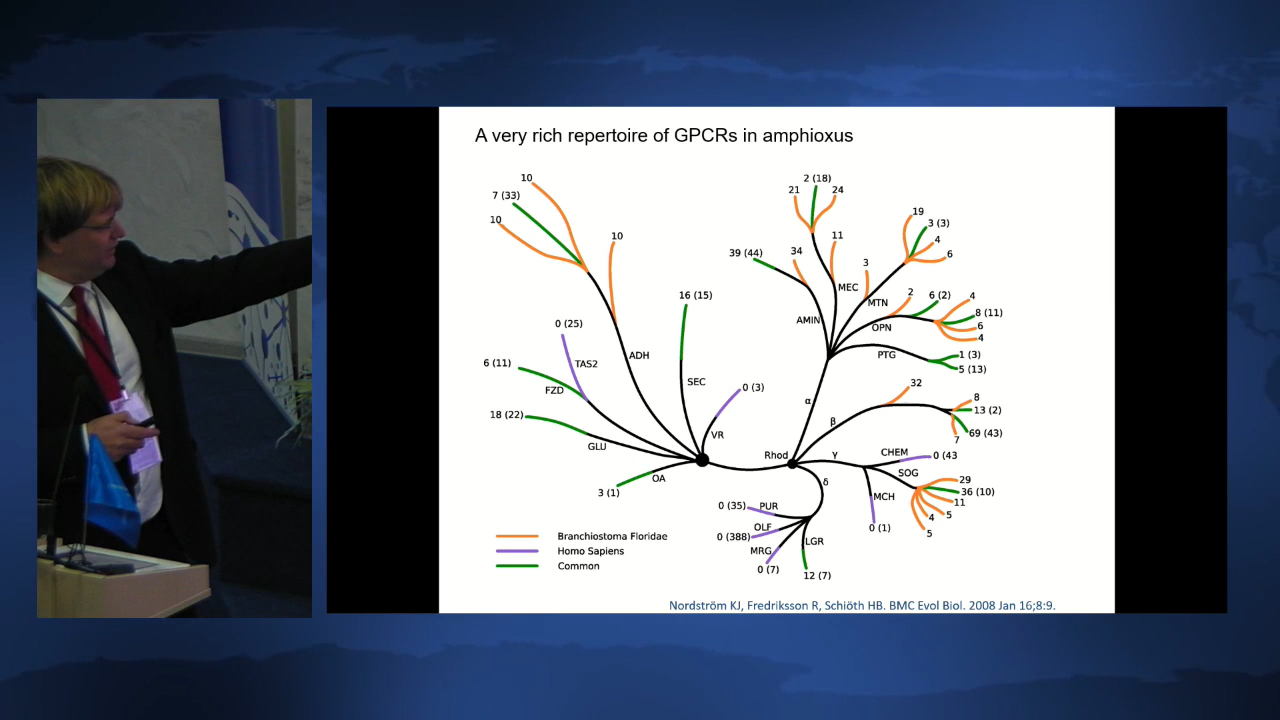 A very rich repertoire of GPCRs in amphioxus
10
7 (33)
10
10
ADH
0 (25)
TAS2
6 (11)
FZD
18 (22)
GLU
3 (1)
OA
16 (15)
SEC
0 (3)
VR
Rhod
α
39 (44)
34
AMIN
21
2 (18)
24
11
MEC
3
MTN
19
3 (3)
4
6
2
OPN
6 (2)
4
8 (11)
6
4
PTG
1 (3)
5 (13)
β
32
8
13 (2)
69 (43)
7
γ
CHEM
0 (43
SOG
29
36 (10)
11
5
4
5
MCH
0 (1)
δ
0 (35)
PUR
OLF
0 (388)
MRG
0 (7)
LGR
12 (7)
Branchiostoma Floridae
Homo Sapiens
Common
Nordström KJ, Fredriksson R, Schiöth HB. BMC Evol Biol. 2008 Jan 16;8:9.